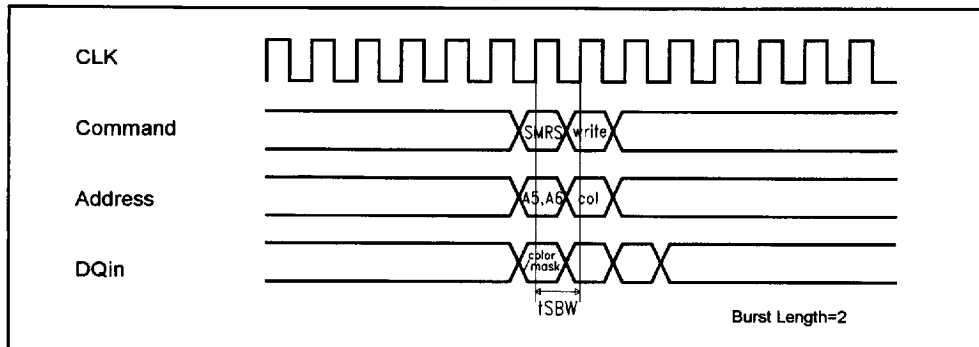 CLK
Command
SMRS
write
Address
A5,A6
col
DQin
color
mask
tSBW
Burst Length=2